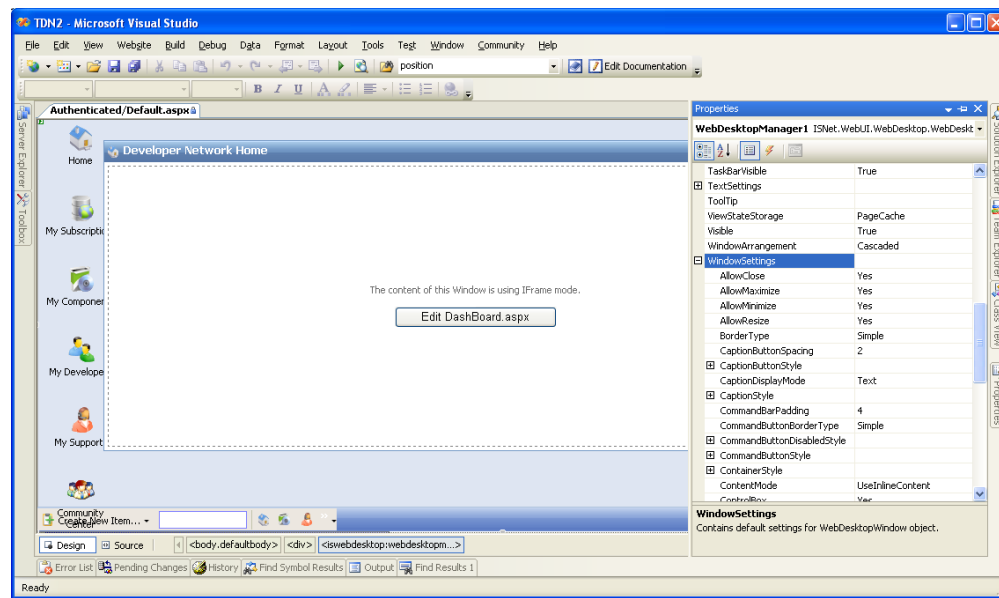 TDN2 - Microsoft Visual Studio
File Edit View Website Build Debug Data Format Layout Tools Test Window Community Help
position Edit Documentation
B I U A
Authenticated/Default.aspx
Server Explorer
Toolbox
Home
My Subscripti
My Componer
My Develope
My Support
Community
Center
Developer Network Home
The content of this Window is using IFrame mode.
Edit DashBoard.aspx
Create New Item...
Design Source <body.defaultbody> <div> <iswebdesktop:webdesktopm...>
Properties
WebDesktopManager1 ISNet.WebUI.WebDesktop.WebDeskt
TaskBarVisible True
TextSettings
ToolTip
ViewStateStorage PageCache
Visible True
WindowArrangement Cascaded
WindowSettings
AllowClose Yes
AllowMaximize Yes
AllowMinimize Yes
AllowResize Yes
BorderType Simple
CaptionButtonSpacing 2
CaptionButtonStyle
CaptionDisplayMode Text
CaptionStyle
CommandBarPadding 4
CommandButtonBorderType Simple
CommandButtonDisabledStyle
CommandButtonStyle
ContainerStyle
ContentMode UseInlineContent
ControlBox Yes
WindowSettings
Contains default settings for WebDesktopWindow object.
Solution Explorer
Team Explorer
Class View
Properties
Error List Pending Changes History Find Symbol Results Output Find Results 1
Ready